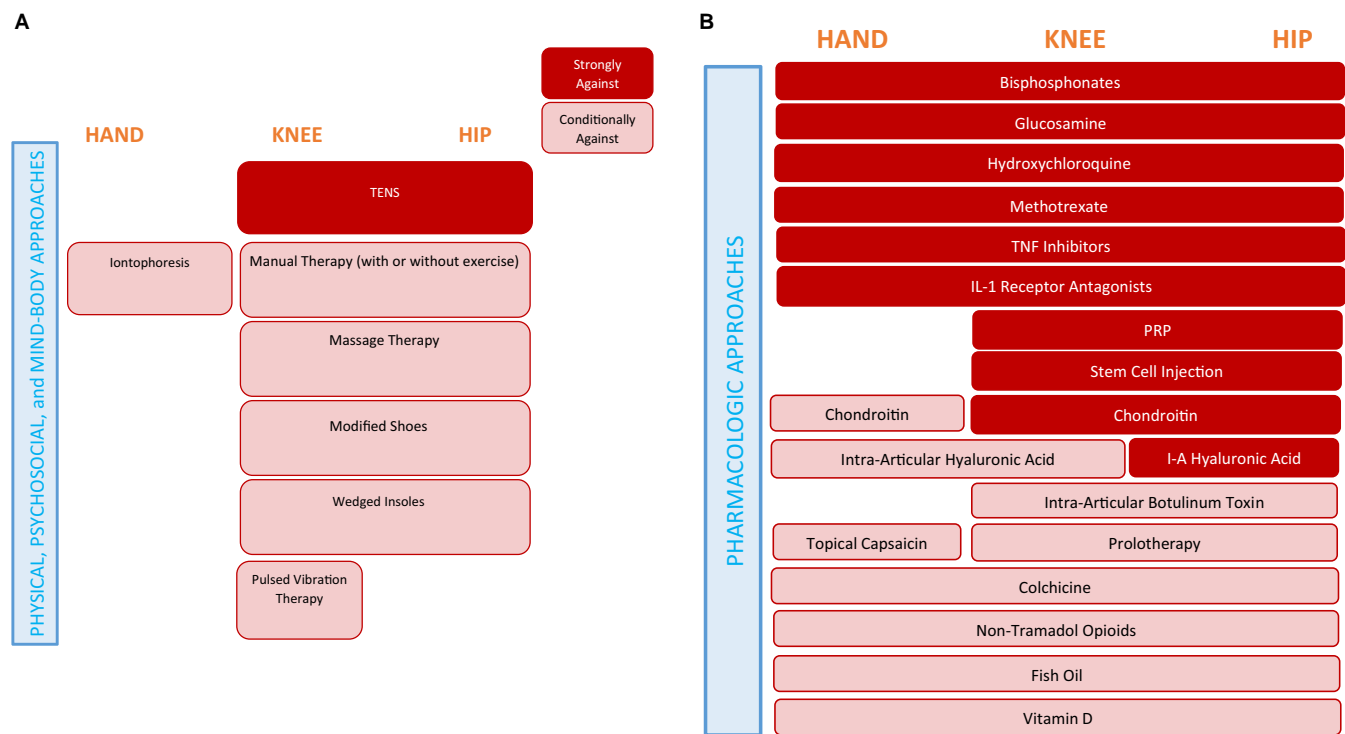 A
Strongly
Against
Conditionally
Against
HAND
KNEE
HIP
PHYSICAL, PSYCHOSOCIAL, and MIND-BODY APPROACHES
TENS
Iontophoresis
Manual Therapy (with or without exercise)
Massage Therapy
Modified Shoes
Wedged Insoles
Pulsed Vibration
Therapy
B
HAND
KNEE
HIP
PHARMACOLOGIC APPROACHES
Bisphosphonates
Glucosamine
Hydroxychloroquine
Methotrexate
TNF Inhibitors
IL-1 Receptor Antagonists
PRP
Stem Cell Injection
Chondroitin
Chondroitin
Intra-Articular Hyaluronic Acid
I-A Hyaluronic Acid
Intra-Articular Botulinum Toxin
Topical Capsaicin
Prolotherapy
Colchicine
Non-Tramadol Opioids
Fish Oil
Vitamin D